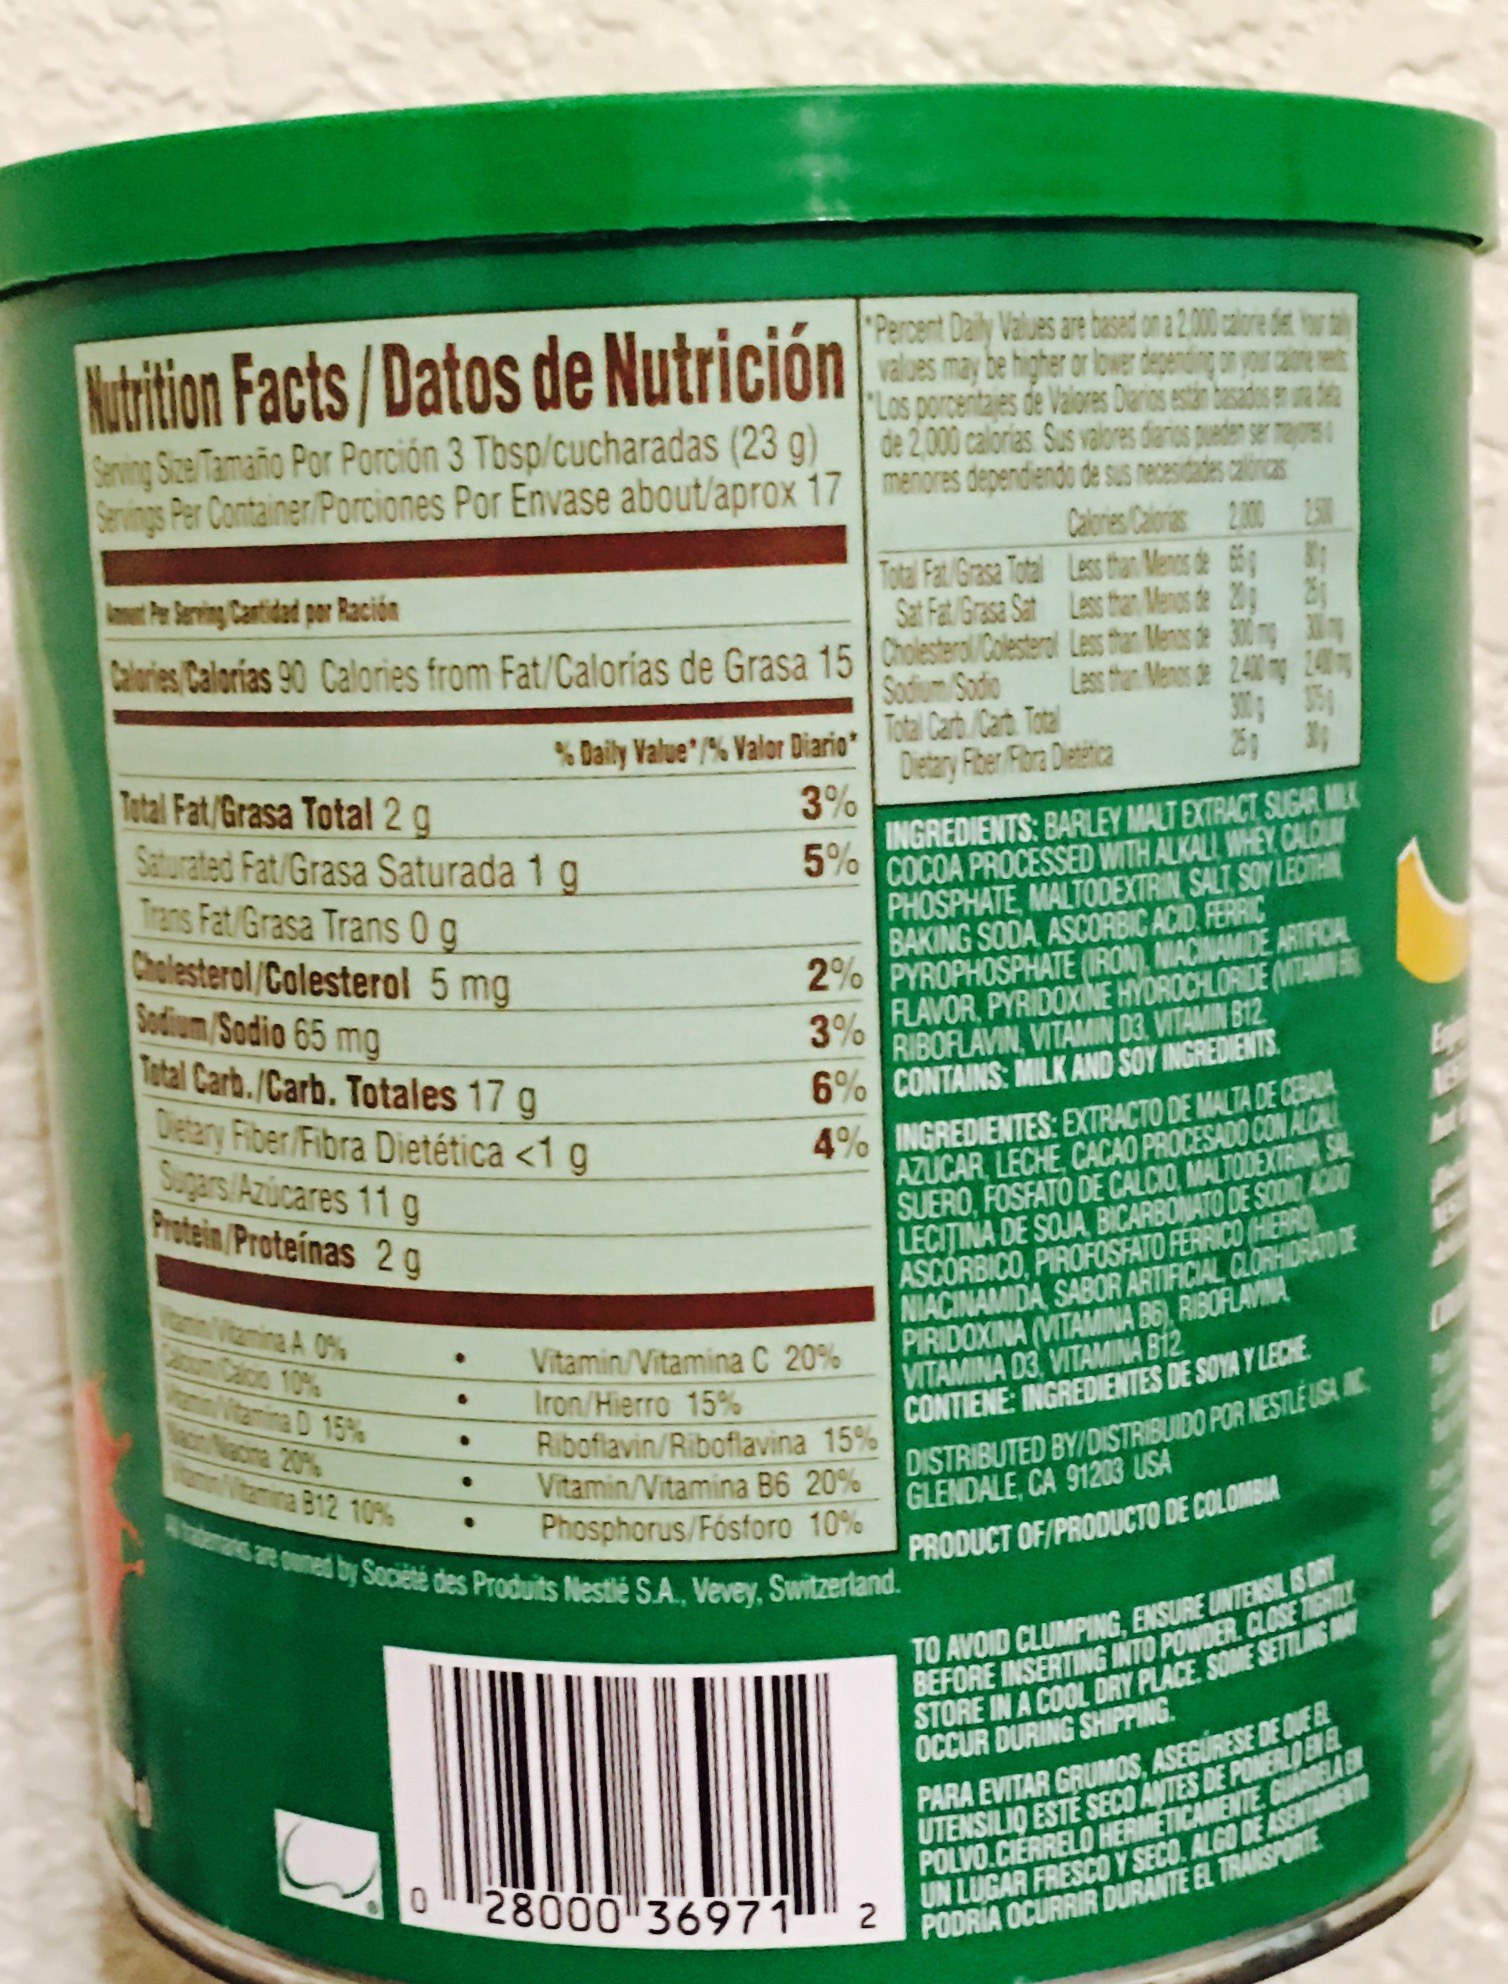 Nutrition Facts / Datos de Nutrición
Serving Size/Tamaño Por Porción 3 Tbsp/cucharadas (23 g)
Servings Per Container/Porciones Por Envase about/aprox 17
Amount Per Serving/Cantidad por Ración
Calories/Calorías 90 Calories from Fat/Calorías de Grasa 15
% Daily Value*/% Valor Diario*
Total Fat/Grasa Total 2 g 3%
Saturated Fat/Grasa Saturada 1 g 5%
Trans Fat/Grasa Trans 0 g
Cholesterol/Colesterol 5 mg 2%
Sodium/Sodio 65 mg 3%
Total Carb./Carb. Totales 17 g 6%
Dietary Fiber/Fibra Dietética <1 g 4%
Sugars/Azúcares 11 g
Protein/Proteínas 2 g
Vitamin/Vitamina A 0% • Vitamin/Vitamina C 20%
Calcium/Calcio 10% • Iron/Hierro 15%
Vitamin/Vitamina D 15% • Riboflavin/Riboflavina 15%
Niacin/Niacina 20% • Vitamin/Vitamina B6 20%
Vitamin/Vitamina B12 10% • Phosphorus/Fósforo 10%
All trademarks are owned by Société des Produits Nestlé S.A., Vevey, Switzerland.
*Percent Daily Values are based on a 2,000 calorie diet. Your daily
values may be higher or lower depending on your calorie needs:
*Los porcentajes de Valores Diarios están basados en una dieta
de 2,000 calorías. Sus valores diarios pueden ser mayores o
menores dependiendo de sus necesidades calóricas:
Calories/Calorías: 2,000 2,500
Total Fat/Grasa Total Less than/Menos de 65 g 80 g
Sat Fat/Grasa Sat Less than/Menos de 20 g 25 g
Cholesterol/Colesterol Less than/Menos de 300 mg 300 mg
Sodium/Sodio Less than/Menos de 2,400 mg 2,400 mg
Total Carb./Carb. Total 300 g 375 g
Dietary Fiber/Fibra Dietética 25 g 30 g
INGREDIENTS: BARLEY MALT EXTRACT, SUGAR, MILK,
COCOA PROCESSED WITH ALKALI, WHEY, CALCIUM
PHOSPHATE, MALTODEXTRIN, SALT, SOY LECITHIN,
BAKING SODA, ASCORBIC ACID, FERRIC
PYROPHOSPHATE (IRON), NIACINAMIDE, ARTIFICIAL
FLAVOR, PYRIDOXINE HYDROCHLORIDE (VITAMIN B6),
RIBOFLAVIN, VITAMIN D3, VITAMIN B12.
CONTAINS: MILK AND SOY INGREDIENTS.
INGREDIENTES: EXTRACTO DE MALTA DE CEBADA,
AZÚCAR, LECHE, CACAO PROCESADO CON ALCALI,
SUERO, FOSFATO DE CALCIO, MALTODEXTRINA, SAL,
LECITINA DE SOJA, BICARBONATO DE SODIO, ACIDO
ASCÓRBICO, PIROFOSFATO FERRICO (HIERRO),
NIACINAMIDA, SABOR ARTIFICIAL, CLORHIDRATO DE
PIRIDOXINA (VITAMINA B6), RIBOFLAVINA,
VITAMINA D3, VITAMINA B12.
CONTIENE: INGREDIENTES DE SOYA Y LECHE.
DISTRIBUTED BY/DISTRIBUIDO POR NESTLÉ USA, INC.,
GLENDALE, CA 91203 USA
PRODUCT OF/PRODUCTO DE COLOMBIA
TO AVOID CLUMPING, ENSURE UNTENSIL IS DRY
BEFORE INSERTING INTO POWDER. CLOSE TIGHTLY.
STORE IN A COOL DRY PLACE. SOME SETTLING MAY
OCCUR DURING SHIPPING.
PARA EVITAR GRUMOS, ASEGÚRESE DE QUE EL
UTENSILIO ESTÉ SECO ANTES DE PONERLO EN EL
POLVO. CIÉRRELO HERMÉTICAMENTE. GUÁRDELA EN
UN LUGAR FRESCO Y SECO. ALGO DE ASENTAMIENTO
PODRÍA OCURRIR DURANTE EL TRANSPORTE.
0 28000 36971 2